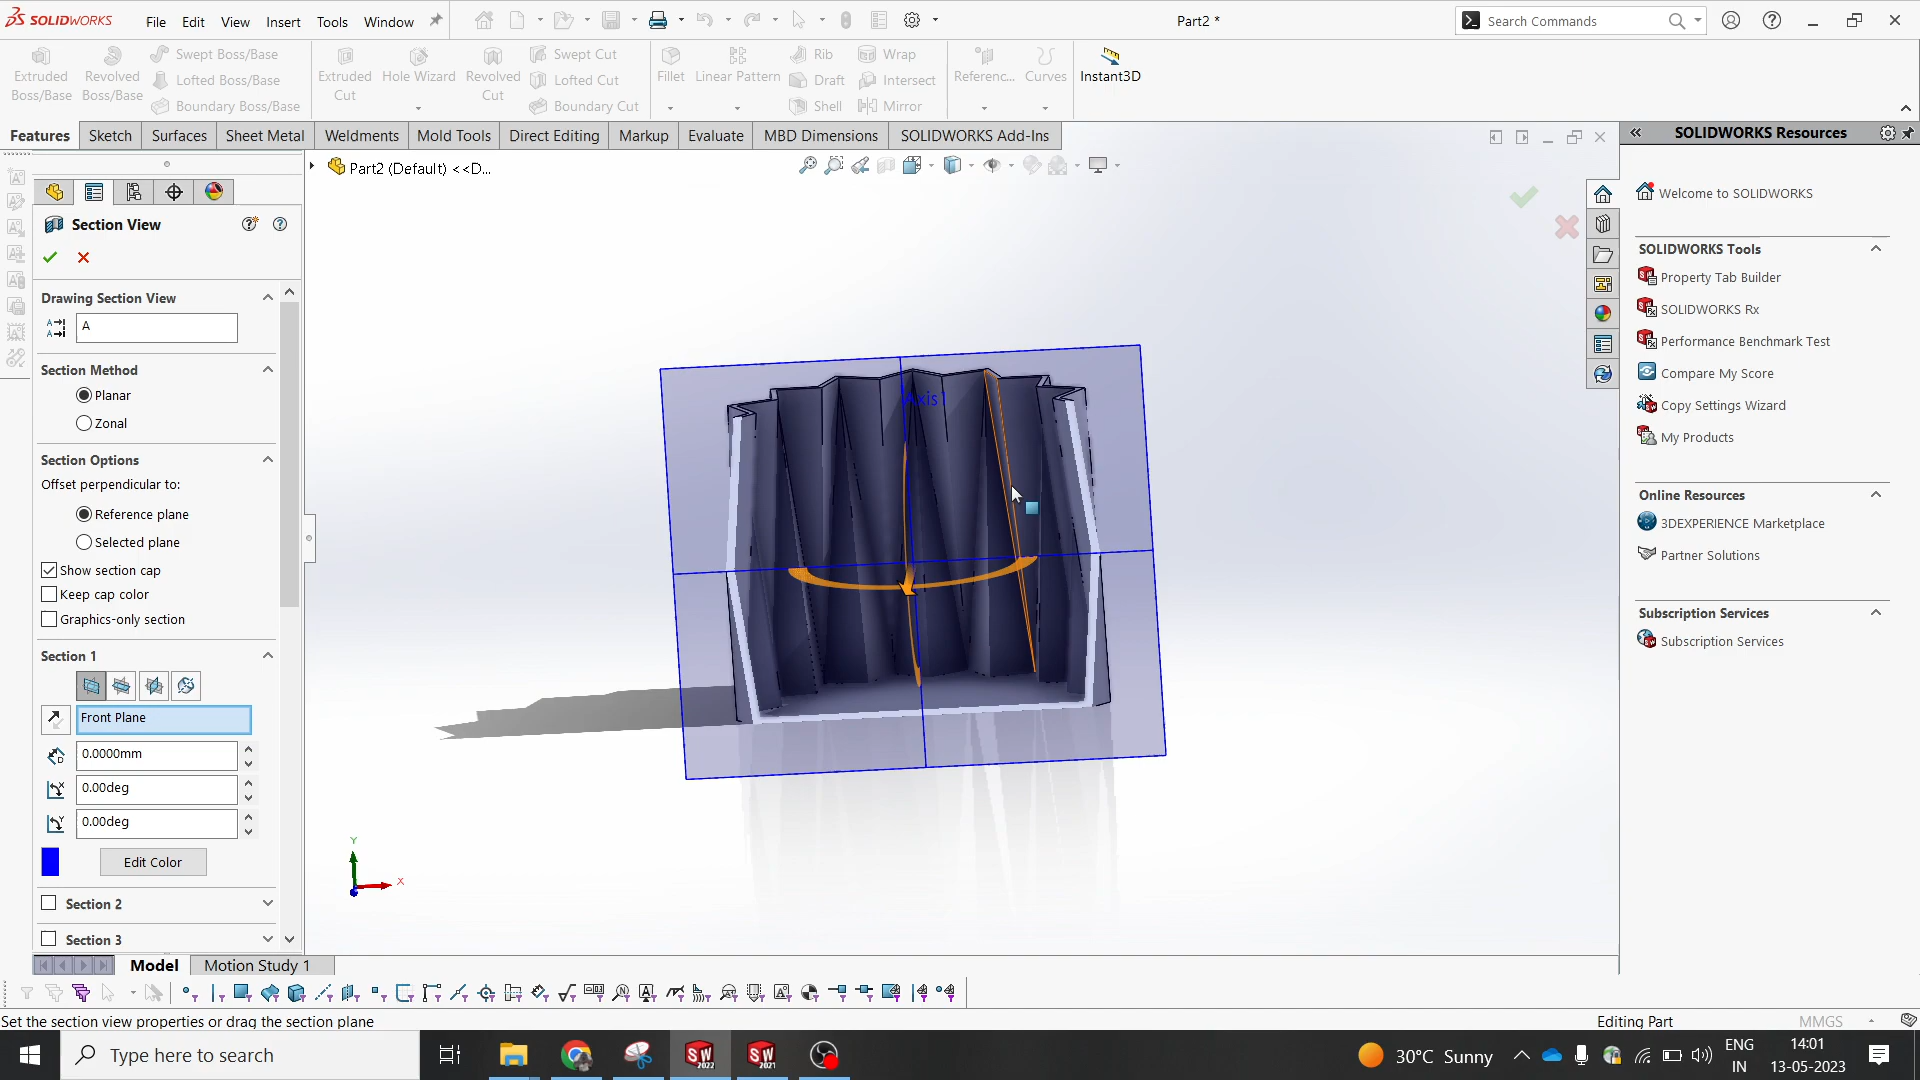 SOLIDWORKS File Edit View Insert Tools Window Part2 * Search Commands
Extruded Boss/Base
Revolved Boss/Base
Swept Boss/Base
Lofted Boss/Base
Boundary Boss/Base
Extruded Cut
Hole Wizard
Revolved Cut
Swept Cut
Lofted Cut
Boundary Cut
Fillet
Linear Pattern
Rib
Draft
Shell
Wrap
Intersect
Mirror
Referenc...
Curves
Instant3D
Features Sketch Surfaces Sheet Metal Weldments Mold Tools Direct Editing Markup Evaluate MBD Dimensions SOLIDWORKS Add-Ins
Part2 (Default) <<D...
Section View
Drawing Section View
A
Section Method
Planar
Zonal
Section Options
Offset perpendicular to:
Reference plane
Selected plane
Show section cap
Keep cap color
Graphics-only section
Section 1
Front Plane
0.0000mm
0.00deg
0.00deg
Edit Color
Section 2
Section 3
Axis1
Y
X
SOLIDWORKS Resources
Welcome to SOLIDWORKS
SOLIDWORKS Tools
Property Tab Builder
SOLIDWORKS Rx
Performance Benchmark Test
Compare My Score
Copy Settings Wizard
My Products
Online Resources
3DEXPERIENCE Marketplace
Partner Solutions
Subscription Services
Subscription Services
Model Motion Study 1
Set the section view properties or drag the section plane Editing Part MMGS
Type here to search
SW 2022
SW 2021
30°C Sunny
ENG
IN
14:01
13-05-2023